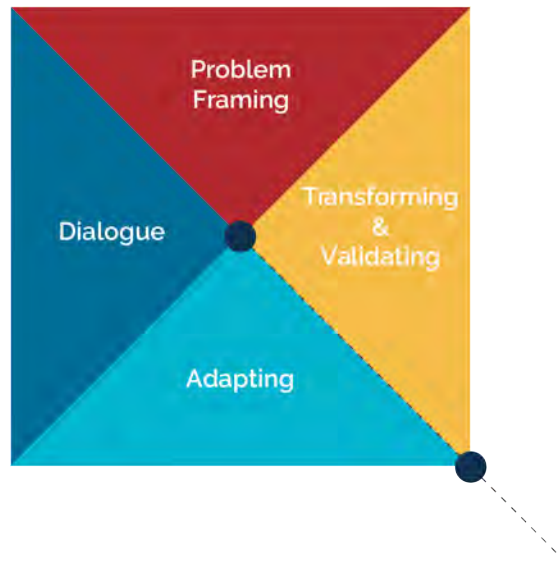 Problem
Framing
Dialogue
Transforming
&
Validating
Adapting